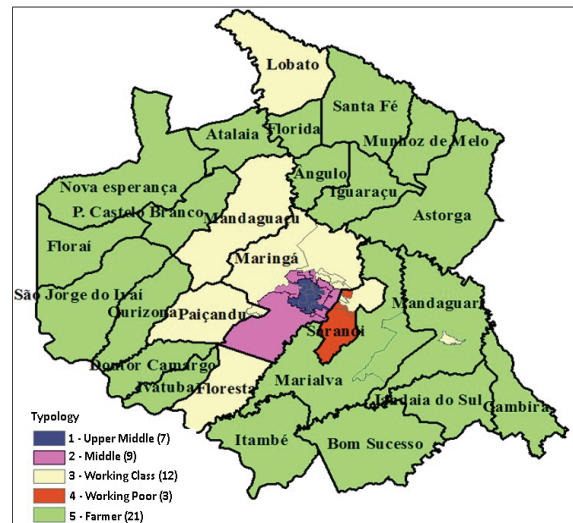 Lobato
Santa Fé
Florida
Atalaia
Munhoz de Melo
Angulo
Iguaraçu
Nova esperança
P. Castelo Branco
Mandaguaçu
Astorga
Floraí
Maringá
São Jorge do Ivaí
Ourizona
Paiçandu
Mandaguari
Sarandi
Doutor Camargo
Ivatuba
Floresta
Marialva
Jandaia do Sul
Cambira
Itambé
Bom Sucesso
Typology
1 - Upper Middle (7)
2 - Middle (9)
3 - Working Class (12)
4 - Working Poor (3)
5 - Farmer (21)